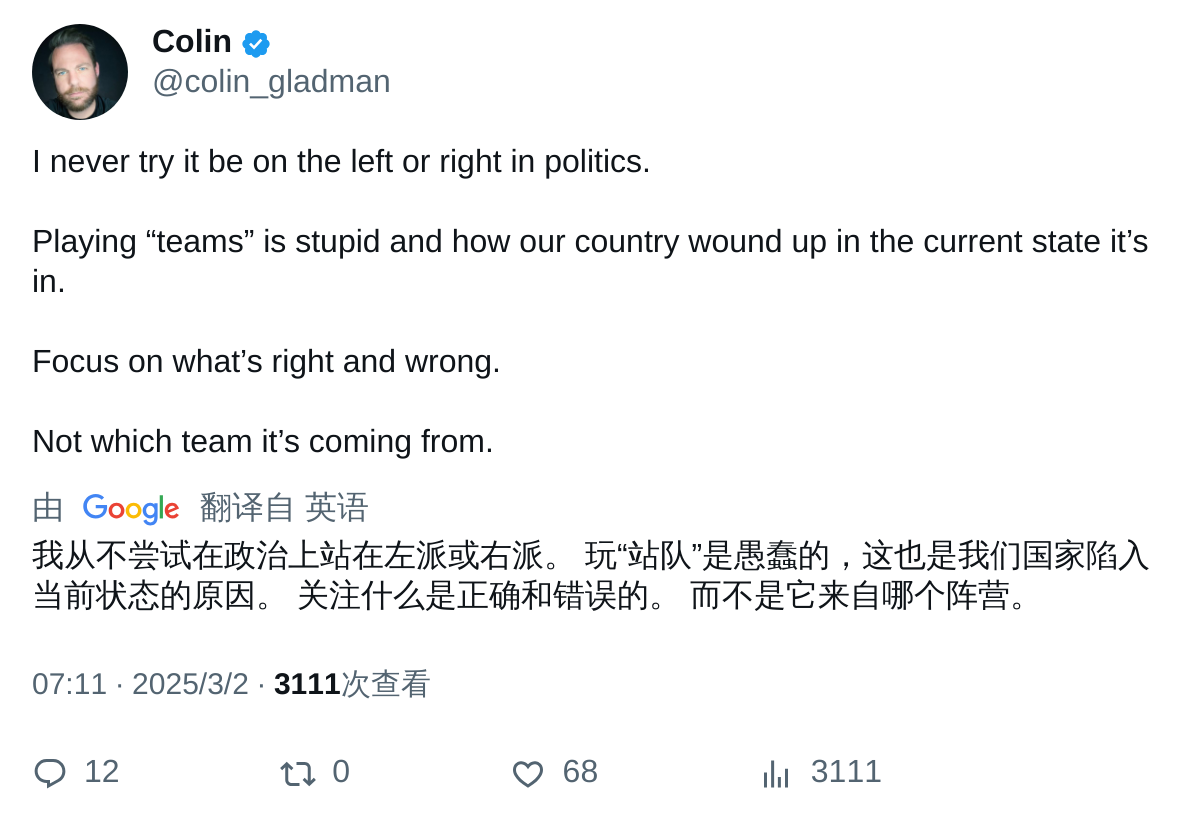 Colin
@colin_gladman
I never try it be on the left or right in politics.
Playing “teams” is stupid and how our country wound up in the current state it’s
in.
Focus on what’s right and wrong.
Not which team it’s coming from.
由 Google 翻译自 英语
我从不尝试在政治上站在左派或右派。 玩“站队”是愚蠢的，这也是我们国家陷入
当前状态的原因。 关注什么是正确和错误的。 而不是它来自哪个阵营。
07:11 · 2025/3/2 · 3111次查看
12 0 68 3111